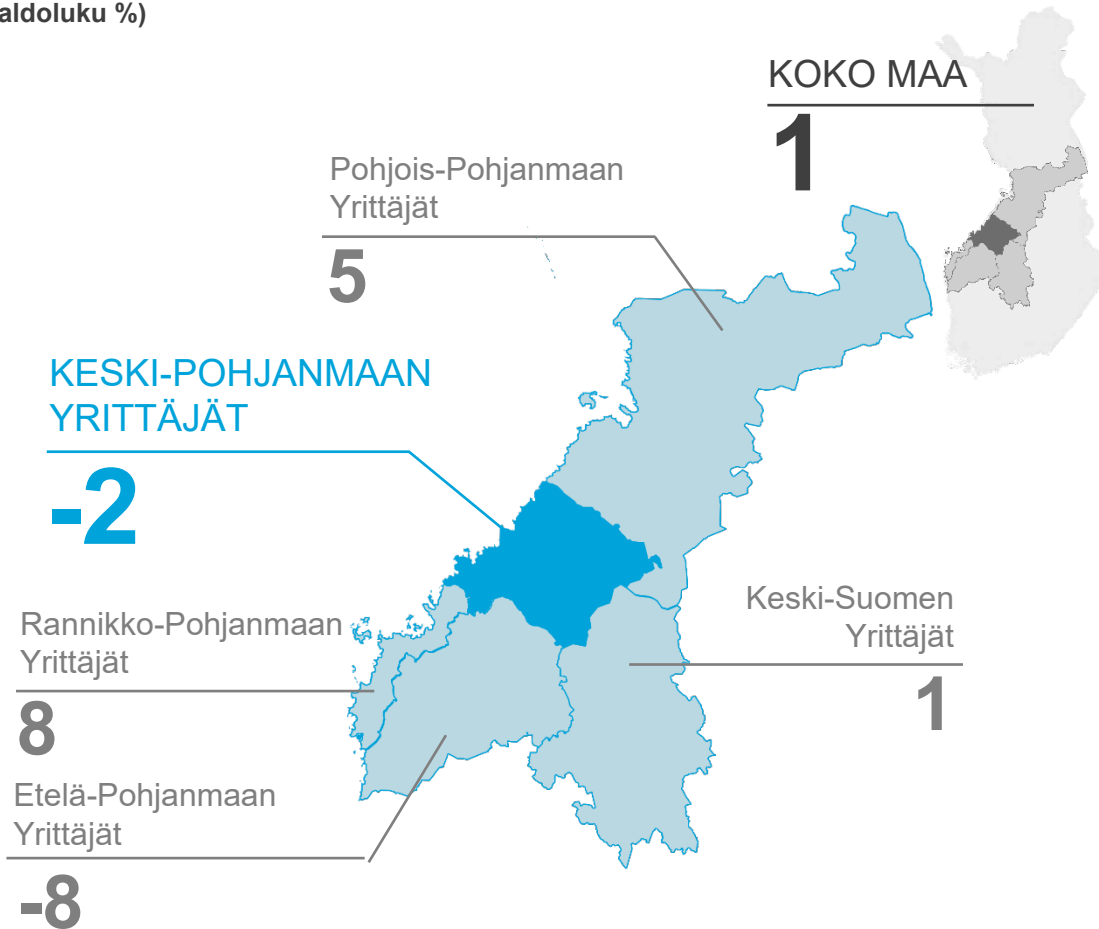 aldoluku %)
KOKO MAA
1
Pohjois-Pohjanmaan
Yrittäjät
5
KESKI-POHJANMAAN
YRITTÄJÄT
-2
Rannikko-Pohjanmaan
Yrittäjät
8
Keski-Suomen
Yrittäjät
1
Etelä-Pohjanmaan
Yrittäjät
-8